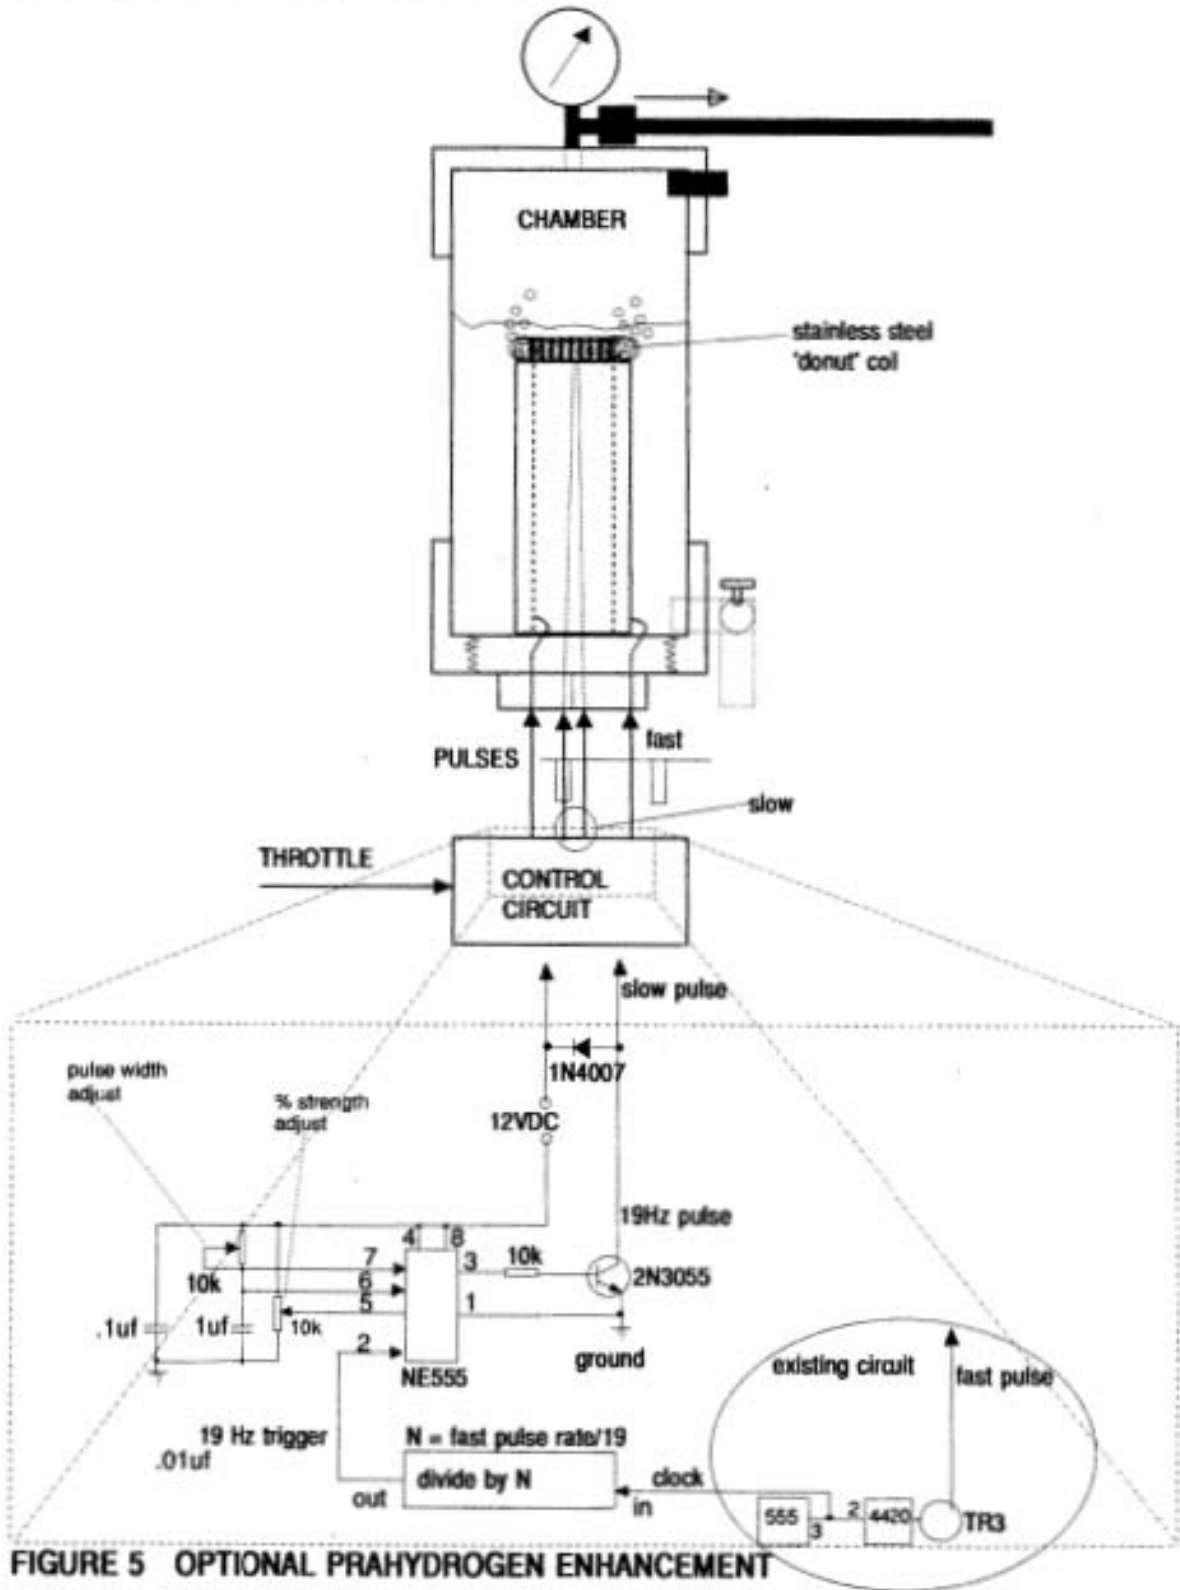 CHAMBER
stainless steel
'donut' coil
PULSES
fast
slow
THROTTLE
CONTROL
CIRCUIT
slow pulse
1N4007
pulse width
adjust
% strength
adjust
12VDC
19Hz pulse
4 8
7
3
10k
2N3055
10k
6
5
1
.1uf
1uf
10k
2
NE555
ground
existing circuit
fast pulse
19 Hz trigger
.01uf
N = fast pulse rate/19
divide by N
out
in
clock
555
3
2
4420
TR3
FIGURE 5 OPTIONAL PRAHYDROGEN ENHANCEMENT